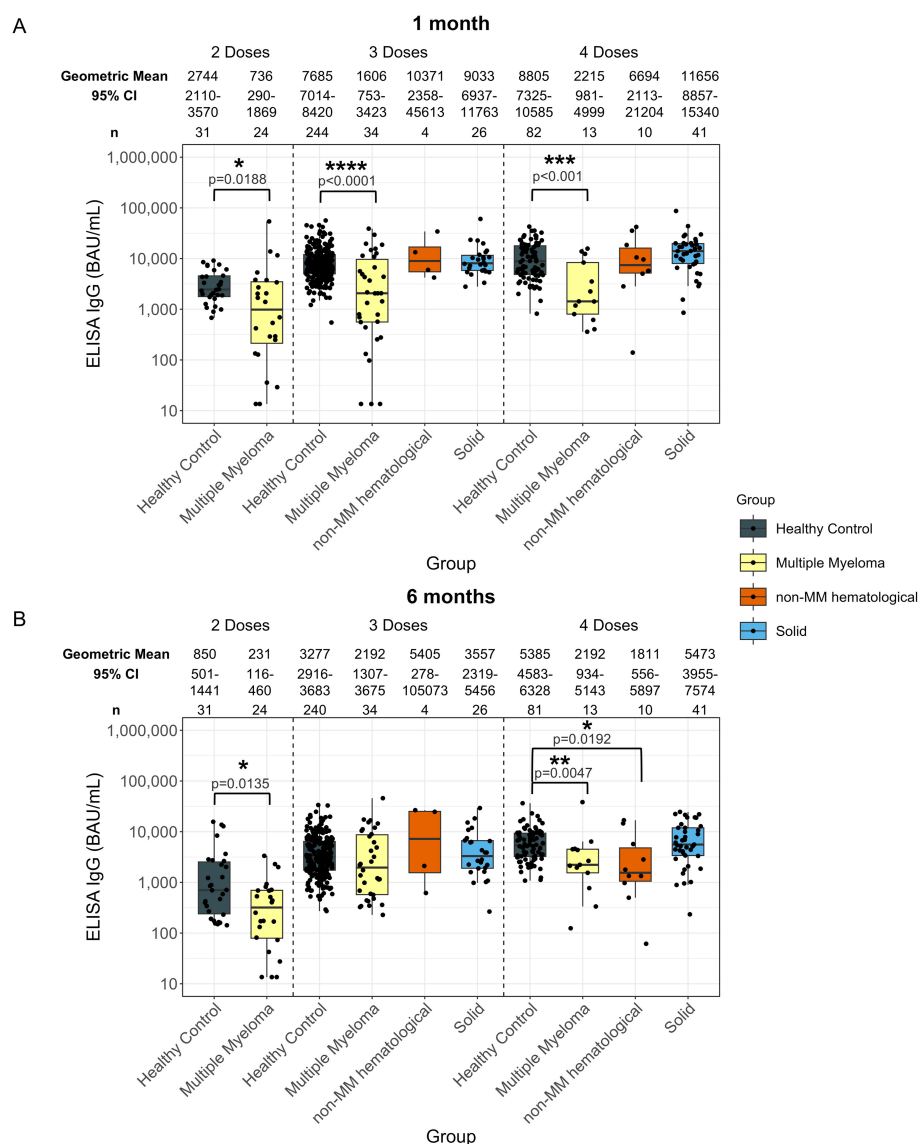 A
1 month
2 Doses 3 Doses 4 Doses
Geometric Mean 2744 736 7685 1606 10371 9033 8805 2215 6694 11656
95% CI 2110- 290- 7014- 753- 2358- 6937- 7325- 981- 2113- 8857-
3570 1869 8420 3423 45613 11763 10585 4999 21204 15340
n 31 24 244 34 4 26 82 13 10 41
1,000,000
* **** ***
p=0.0188 p<0.0001 p<0.001
100,000
10,000
1,000
100
10
ELISA IgG (BAU/mL)
Healthy Control
Multiple Myeloma
Healthy Control
Multiple Myeloma
non-MM hematological
Solid
Healthy Control
Multiple Myeloma
non-MM hematological
Solid
Group
Group
Healthy Control
Multiple Myeloma
non-MM hematological
Solid
B
6 months
2 Doses 3 Doses 4 Doses
Geometric Mean 850 231 3277 2192 5405 3557 5385 2192 1811 5473
95% CI 501- 116- 2916- 1307- 278- 2319- 4583- 934- 556- 3955-
1441 460 3683 3675 105073 5456 6328 5143 5897 7574
n 31 24 240 34 4 26 81 13 10 41
1,000,000
*
p=0.0192
* **
p=0.0135 p=0.0047
100,000
10,000
1,000
100
10
ELISA IgG (BAU/mL)
Healthy Control
Multiple Myeloma
Healthy Control
Multiple Myeloma
non-MM hematological
Solid
Healthy Control
Multiple Myeloma
non-MM hematological
Solid
Group